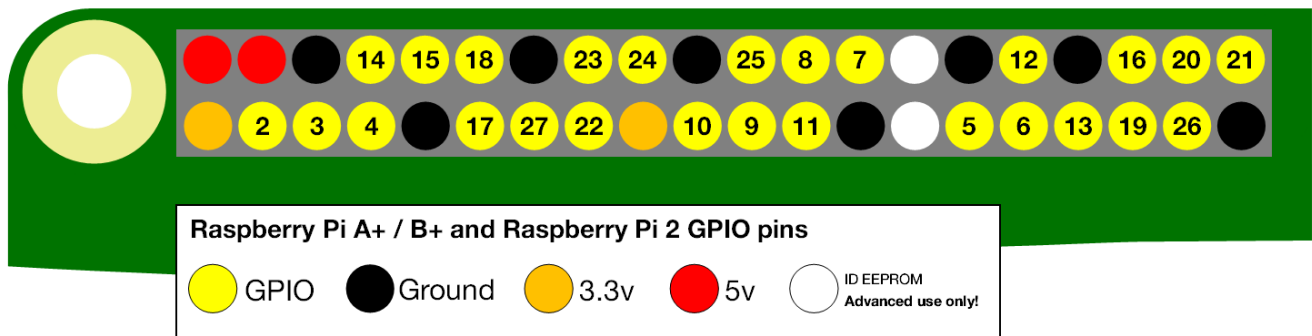 14 15 18 23 24 25 8 7 12 16 20 21
2 3 4 17 27 22 10 9 11 5 6 13 19 26
Raspberry Pi A+ / B+ and Raspberry Pi 2 GPIO pins
GPIO Ground 3.3v 5v ID EEPROM
Advanced use only!